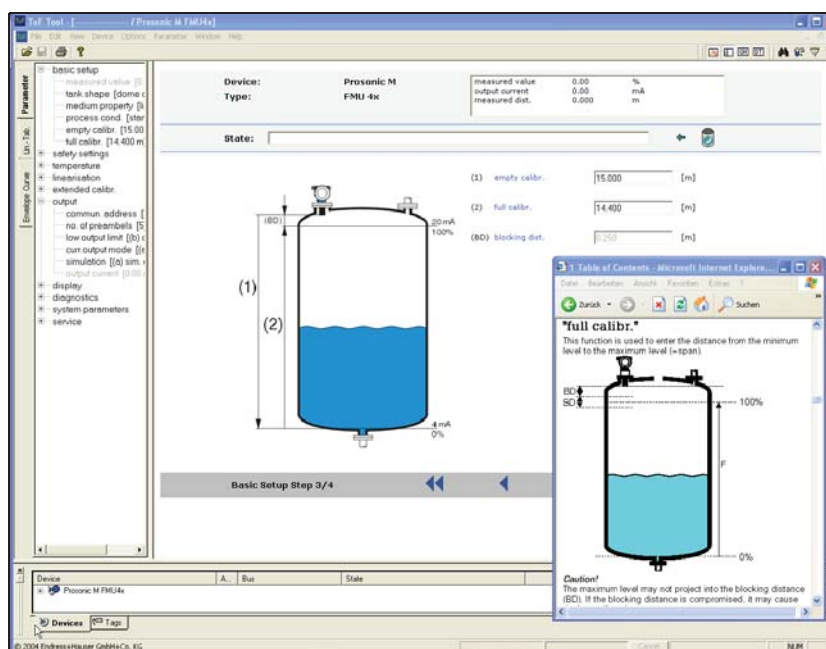 ToF Tool - [---------------- / Prosonic M FMU4x]
File Edit View Device Options Parameter Window Help
Parameter
Lin - Tab.
Envelope Curve
basic setup
measured value [0
tank shape [dome c
medium property [li
process cond. [stan
empty calibr. [15.00
full calibr. [14.400 m
safety settings
temperature
linearisation
extended calibr.
output
commun. address [
no. of preambels [5
low output limit [(b) c
curr.output mode [(e
simulation [(a) sim. o
output current [0.00
display
diagnostics
system parameters
service
Device: Prosonic M
Type: FMU 4x
measured value 0.00 %
output current 0.00 mA
measured dist. 0.000 m
State:
(BD)
20 mA
100%
(1)
(2)
4 mA
0%
(1) empty calibr. 15.000 [m]
(2) full calibr. 14.400 [m]
(BD) blocking dist. 0.250 [m]
Basic Setup Step 3/4
1 Table of Contents - Microsoft Internet Explore...
Datei Bearbeiten Ansicht Favoriten Extras ?
Zurück
Suchen
"full calibr."
This function is used to enter the distance from the minimum
level to the maximum level (=span).
BD
SD
100%
F
0%
Caution!
The maximum level may not project into the blocking distance
(BD). If the blocking distance is compromised, it may cause
Device A.. Bus State
Prosonic M FMU4x
Devices Tags
© 2004 Endress+Hauser GmbH+Co. KG
Cancel
NUM